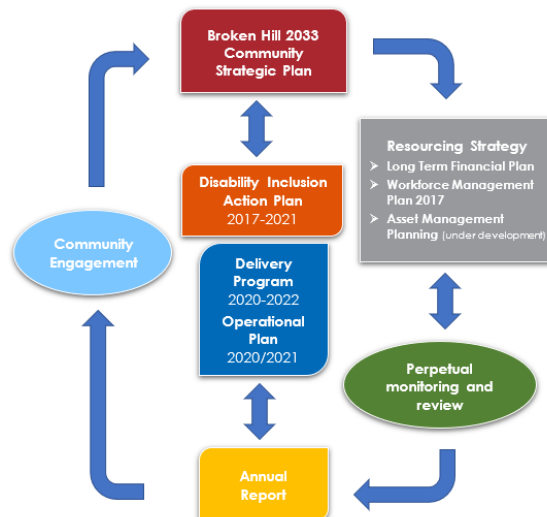 Broken Hill 2033
Community
Strategic Plan
Resourcing Strategy
➢ Long Term Financial Plan
➢ Workforce Management
Plan 2017
➢ Asset Management
Planning (under development)
Disability Inclusion
Action Plan
2017-2021
Community
Engagement
Delivery
Program
2020-2022
Operational
Plan
2020/2021
Perpetual
monitoring and
review
Annual
Report